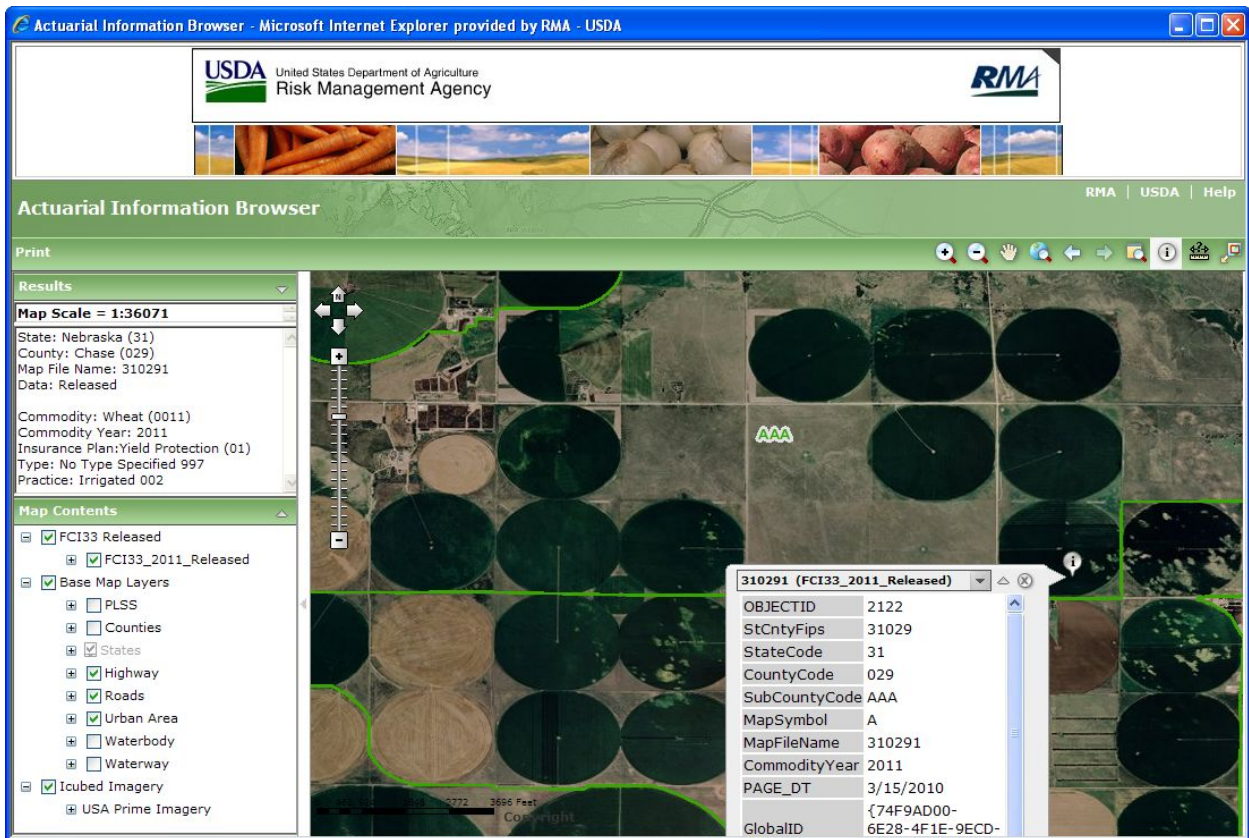 Actuarial Information Browser - Microsoft Internet Explorer provided by RMA - USDA
USDA United States Department of Agriculture
Risk Management Agency
RMA
RMA | USDA | Help
Actuarial Information Browser
Print
Results
Map Scale = 1:36071
State: Nebraska (31)
County: Chase (029)
Map File Name: 310291
Data: Released
Commodity: Wheat (0011)
Commodity Year: 2011
Insurance Plan:Yield Protection (01)
Type: No Type Specified 997
Practice: Irrigated 002
Map Contents
FCI33 Released
FCI33_2011_Released
Base Map Layers
PLSS
Counties
States
Highway
Roads
Urban Area
Waterbody
Waterway
Icubed Imagery
USA Prime Imagery
N
AAA
310291 (FCI33_2011_Released)
OBJECTID 2122
StCntyFips 31029
StateCode 31
CountyCode 029
SubCountyCode AAA
MapSymbol A
MapFileName 310291
CommodityYear 2011
PAGE_DT 3/15/2010
GlobalID {74F9AD00-
6E28-4F1E-9ECD-
2772 3696 Feet
Copyright